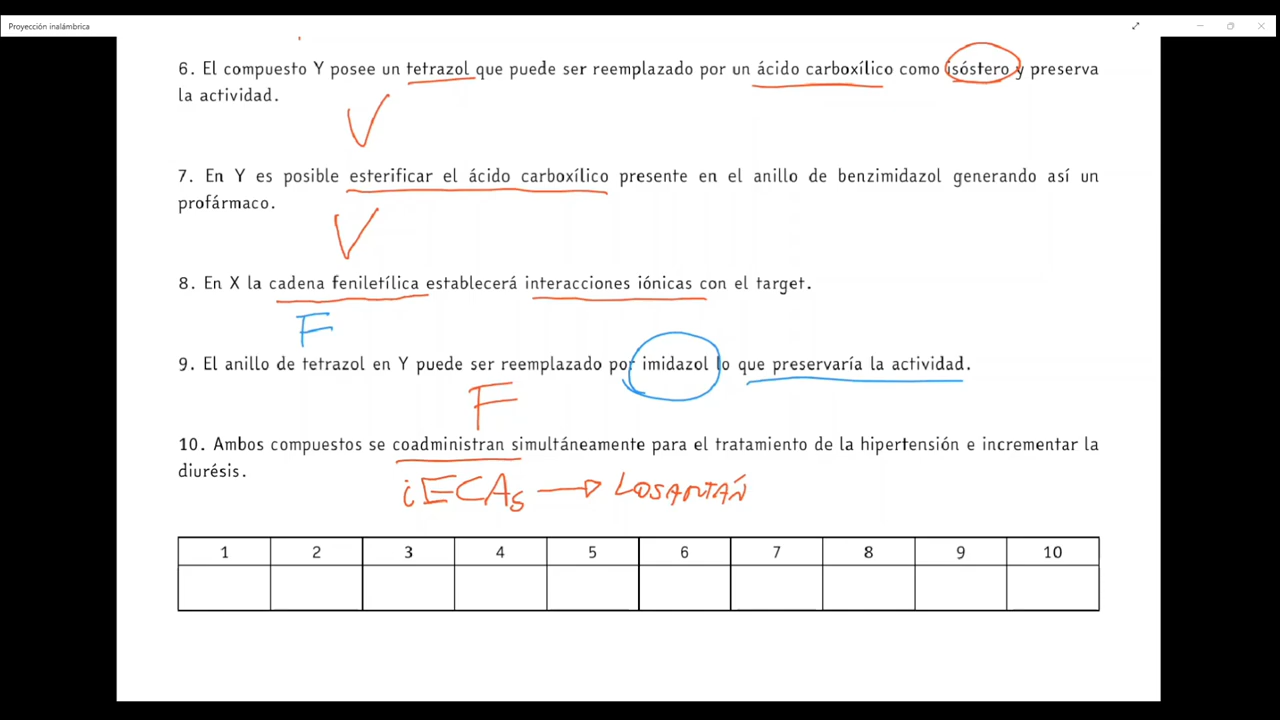 Proyección inalámbrica
6. El compuesto Y posee un tetrazol que puede ser reemplazado por un ácido carboxílico como isóstero y preserva
la actividad.
V
7. En Y es posible esterificar el ácido carboxílico presente en el anillo de benzimidazol generando así un
profármaco.
V
8. En X la cadena feniletílica establecerá interacciones iónicas con el target.
F
9. El anillo de tetrazol en Y puede ser reemplazado por imidazol lo que preservaría la actividad.
F
10. Ambos compuestos se coadministran simultáneamente para el tratamiento de la hipertensión e incrementar la
diurésis.
iECAs → LOSARTÁN
1 2 3 4 5 6 7 8 9 10